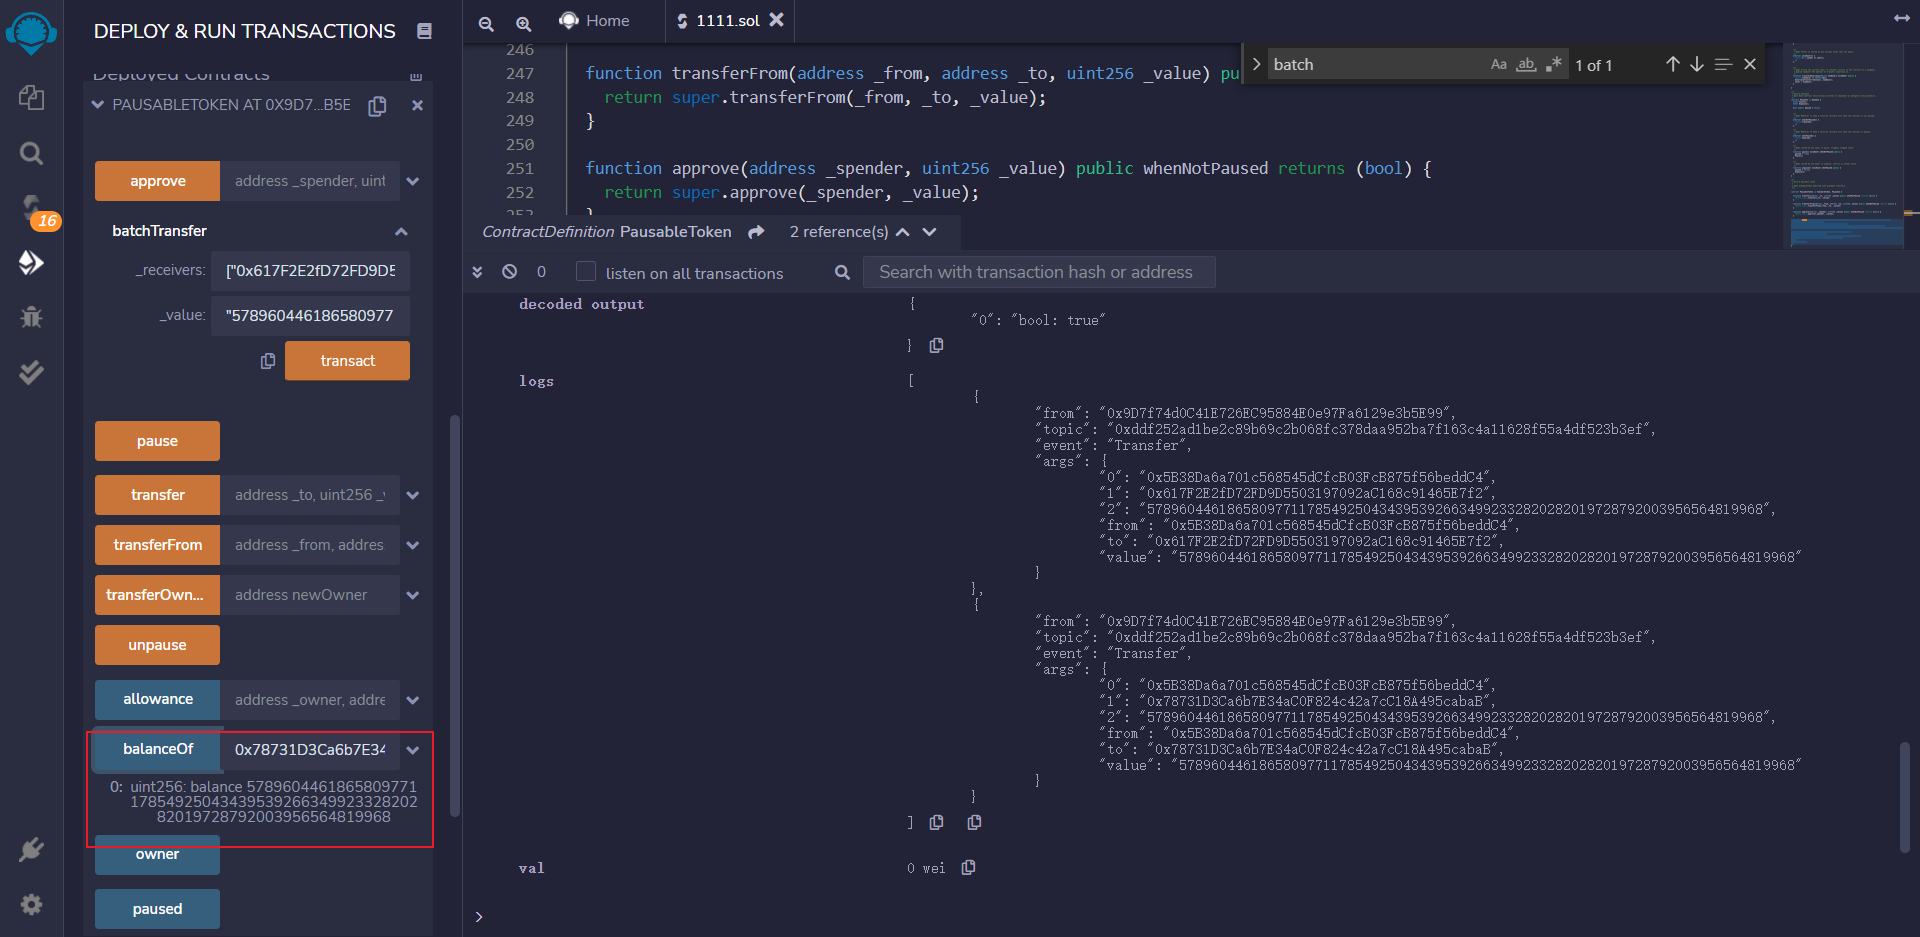 DEPLOY & RUN TRANSACTIONS
Deployed Contracts
PAUSABLETOKEN AT 0X9D7...B5E
approve address _spender, uint
batchTransfer
_receivers: ["0x617F2E2fD72FD9D5
_value: "578960446186580977
transact
pause
transfer address _to, uint256 _v
transferFrom address _from, addres
transferOwn... address newOwner
unpause
allowance address _owner, addre
balanceOf 0x78731D3Ca6b7E34
0: uint256: balance 5789604461865809771
1785492504343953926634992332820
2820197287920039565648 19968
owner
paused
16
Home
1111.sol
batch
Aa
ab
1 of 1
246
247 function transferFrom(address _from, address _to, uint256 _value) pu
248 return super.transferFrom(_from, _to, _value);
249 }
250
251 function approve(address _spender, uint256 _value) public whenNotPaused returns (bool) {
252 return super.approve(_spender, _value);
253 }
ContractDefinition PausableToken 2 reference(s)
0 listen on all transactions Search with transaction hash or address
decoded output {
"0": "bool: true"
}
logs [
{
"from": "0x9D7f74d0C41E726EC95884E0e97Fa6129e3b5E99",
"topic": "0xddf252ad1be2c89b69c2b068fc378daa952ba7f163c4a11628f55a4df523b3ef",
"event": "Transfer",
"args": {
"0": "0x5B38Da6a701c568545dCfcB03FcB875f56beddC4",
"1": "0x617F2E2fD72FD9D5503197092aC168c91465E7f2",
"2": "57896044618658097711785492504343953926634992332820282019728792003956564819968",
"from": "0x5B38Da6a701c568545dCfcB03FcB875f56beddC4",
"to": "0x617F2E2fD72FD9D5503197092aC168c91465E7f2",
"value": "57896044618658097711785492504343953926634992332820282019728792003956564819968"
}
},
{
"from": "0x9D7f74d0C41E726EC95884E0e97Fa6129e3b5E99",
"topic": "0xddf252ad1be2c89b69c2b068fc378daa952ba7f163c4a11628f55a4df523b3ef",
"event": "Transfer",
"args": {
"0": "0x5B38Da6a701c568545dCfcB03FcB875f56beddC4",
"1": "0x78731D3Ca6b7E34aC0F824c42a7cC18A495cabaB",
"2": "57896044618658097711785492504343953926634992332820282019728792003956564819968",
"from": "0x5B38Da6a701c568545dCfcB03FcB875f56beddC4",
"to": "0x78731D3Ca6b7E34aC0F824c42a7cC18A495cabaB",
"value": "57896044618658097711785492504343953926634992332820282019728792003956564819968"
}
}
]
val 0 wei
>